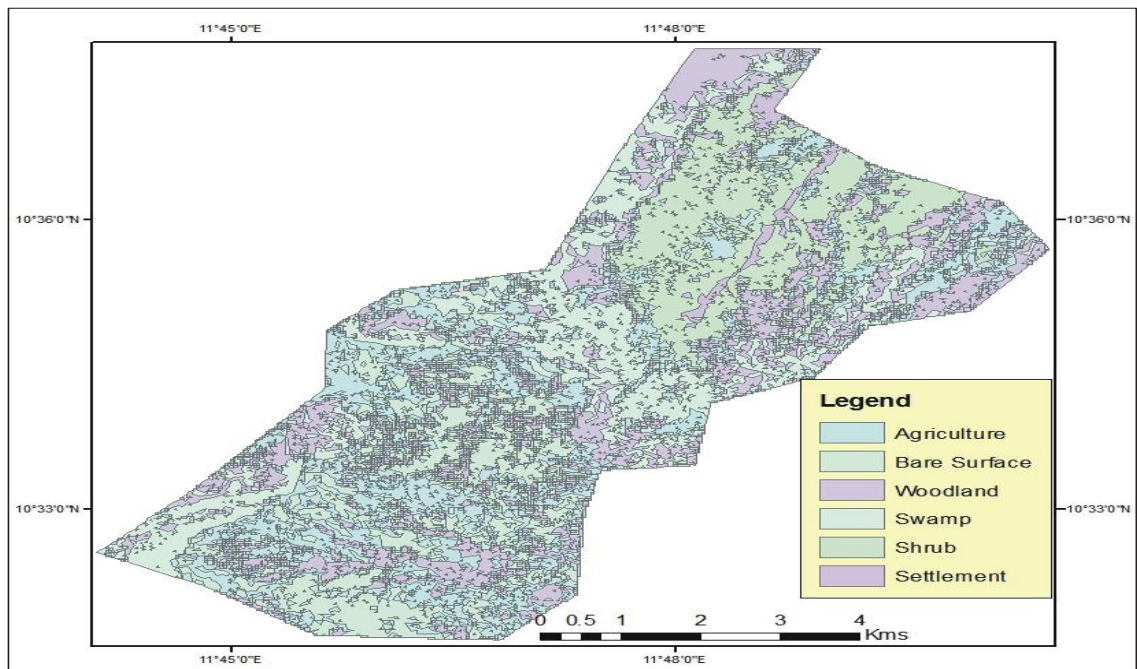 11°45'0"E 11°48'0"E
10°36'0"N 10°36'0"N
Legend
Agriculture
Bare Surface
Woodland
Swamp
Shrub
Settlement
10°33'0"N 10°33'0"N
0 0.5 1 2 3 4
Kms
11°45'0"E 11°48'0"E